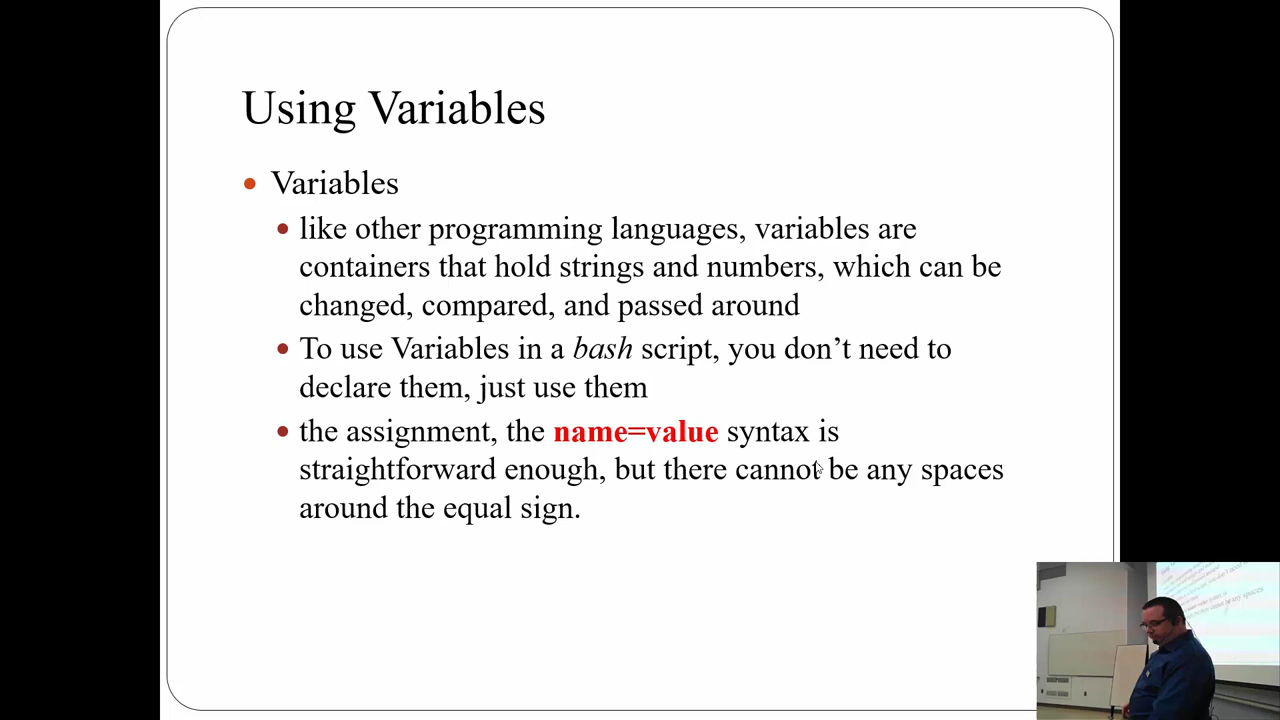 Using Variables
Variables
like other programming languages, variables are
containers that hold strings and numbers, which can be
changed, compared, and passed around
To use Variables in a bash script, you don’t need to
declare them, just use them
the assignment, the name=value syntax is
straightforward enough, but there cannot be any spaces
around the equal sign.